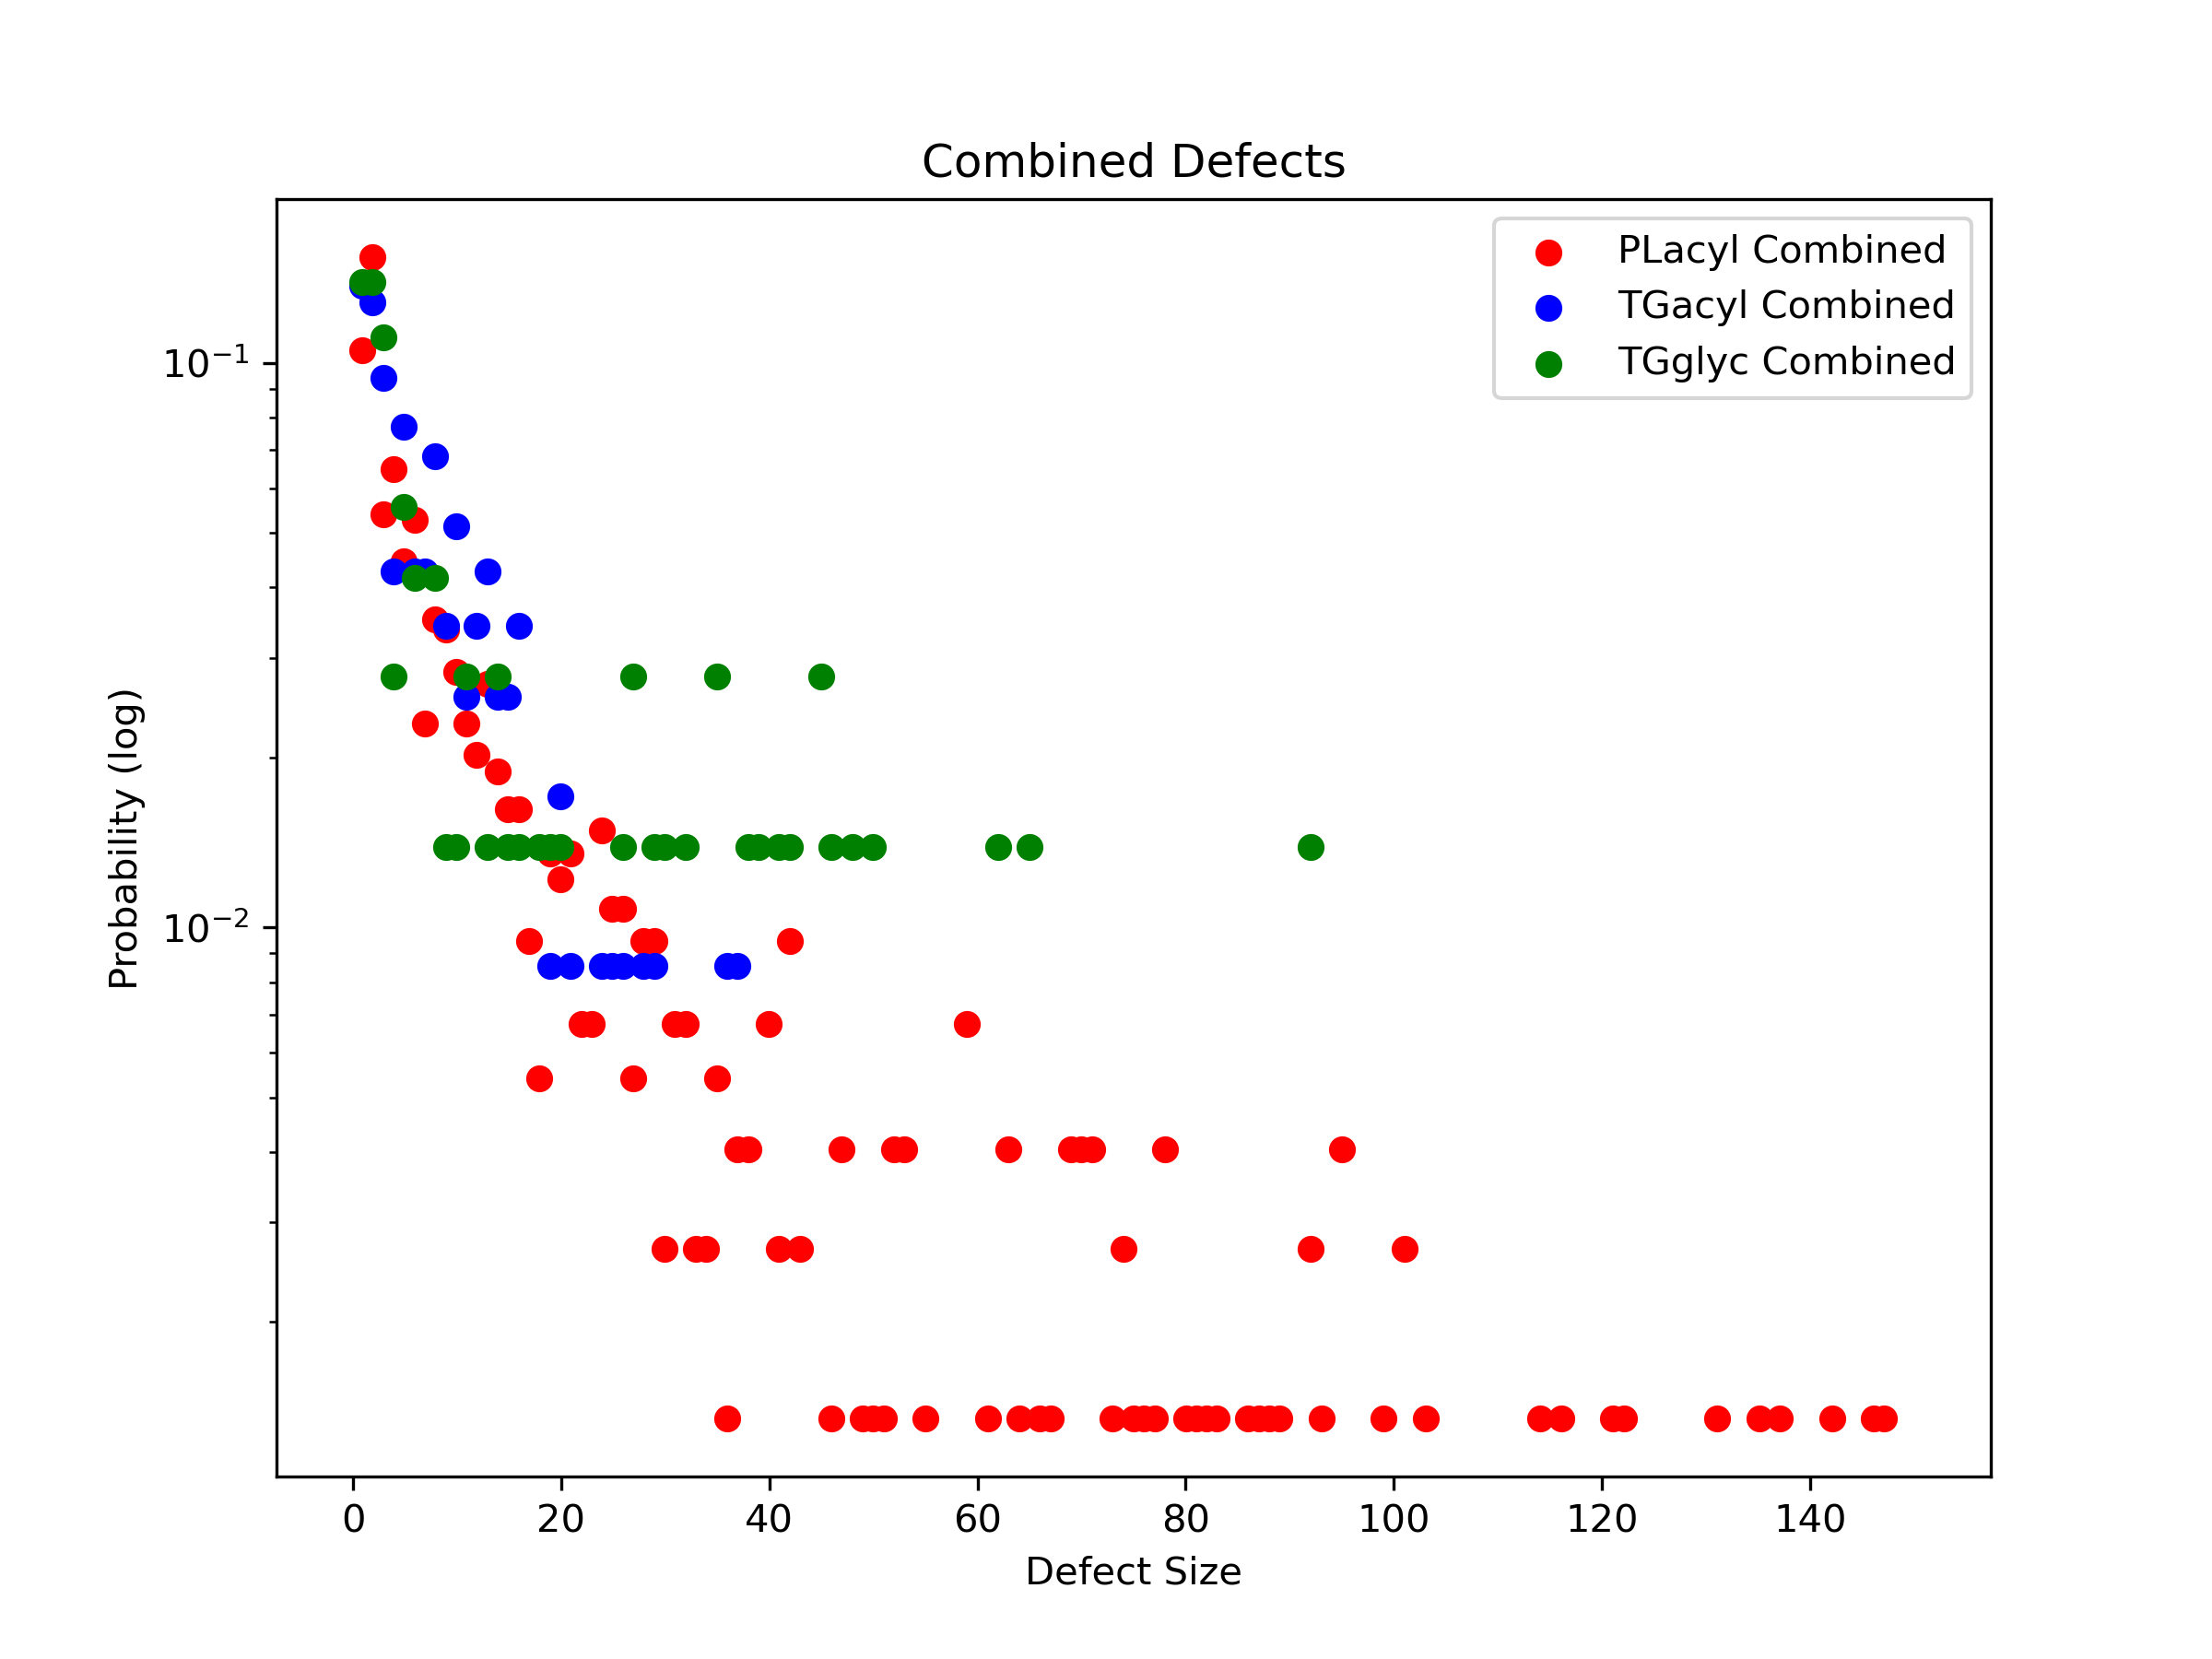 Combined Defects
PLacyl Combined
TGacyl Combined
TGglyc Combined
Probability (log)
10⁻¹
10⁻²
0 20 40 60 80 100 120 140
Defect Size